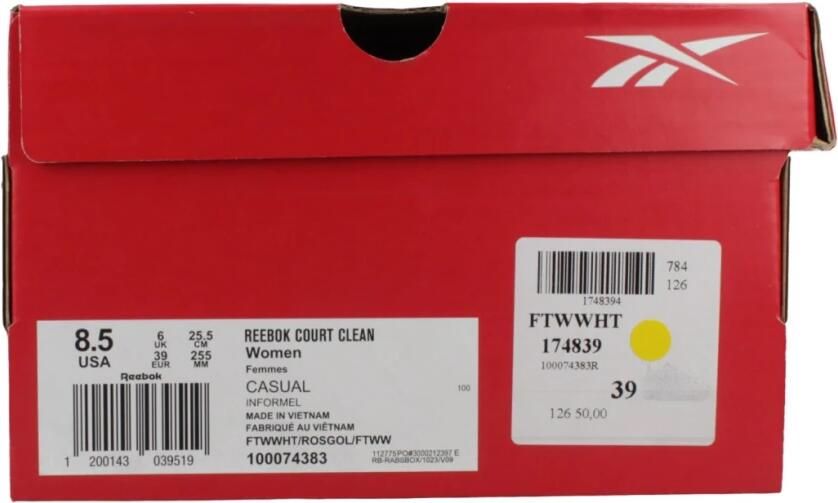 784
126
1748394
FTWWHT
174839
100074383R
39
126 50,00
8.5
USA
6
UK
39
EUR
25.5
CM
255
MM
Reebok
1 200143 039519
REEBOK COURT CLEAN
Women
Femmes
CASUAL
100
INFORMEL
MADE IN VIETNAM
FABRIQUÉ AU VIÊTNAM
FTWWHT/ROSGOL/FTWW
100074383
112775PO#3000212397 E
RB-RABSBOX/1023/V09